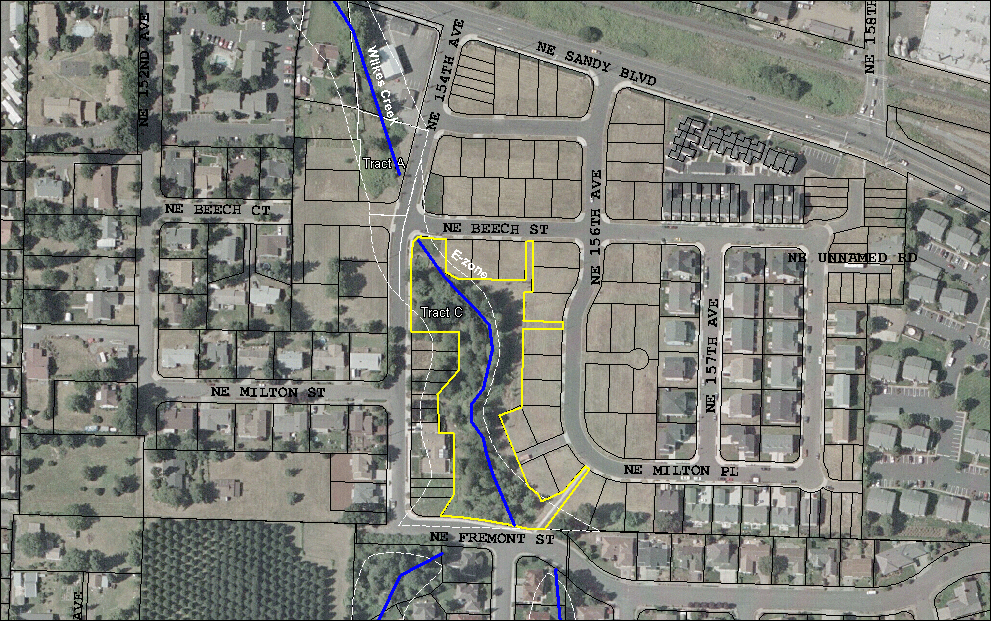 NE 152ND AVE
NE 154TH AVE
NE SANDY BLVD
NE 158TH
Wilkes Creek
Tract A
NE BEECH CT
NE BEECH ST
NE 156TH AVE
E-zone
NE UNNAMED RD
Tract C
NE 157TH AVE
NE MILTON ST
NE MILTON PL
NE FREMONT ST
AVE